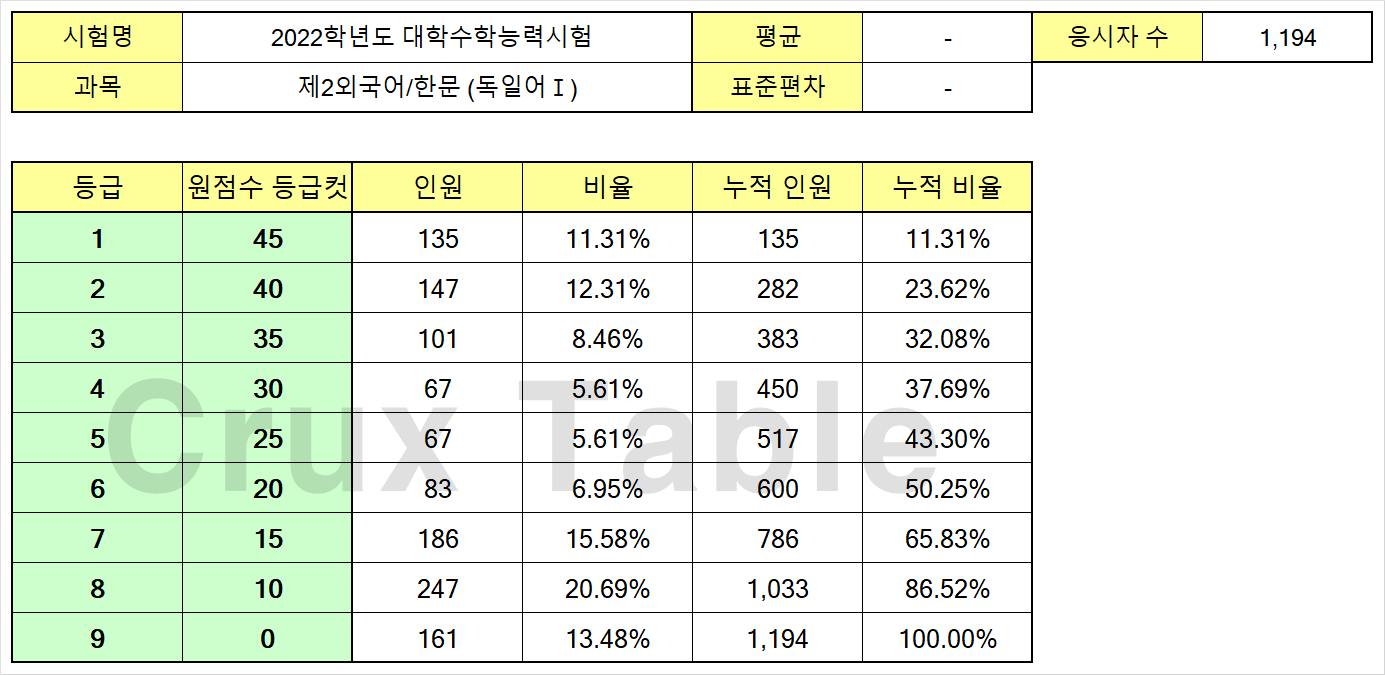 시험명 2022학년도 대학수학능력시험 평균 - 응시자 수 1,194
과목 제2외국어/한문 (독일어Ⅰ) 표준편차 -
등급 원점수 등급컷 인원 비율 누적 인원 누적 비율
1 45 135 11.31% 135 11.31%
2 40 147 12.31% 282 23.62%
3 35 101 8.46% 383 32.08%
4 30 67 5.61% 450 37.69%
5 25 67 5.61% 517 43.30%
6 20 83 6.95% 600 50.25%
7 15 186 15.58% 786 65.83%
8 10 247 20.69% 1,033 86.52%
9 0 161 13.48% 1,194 100.00%
Crux Table